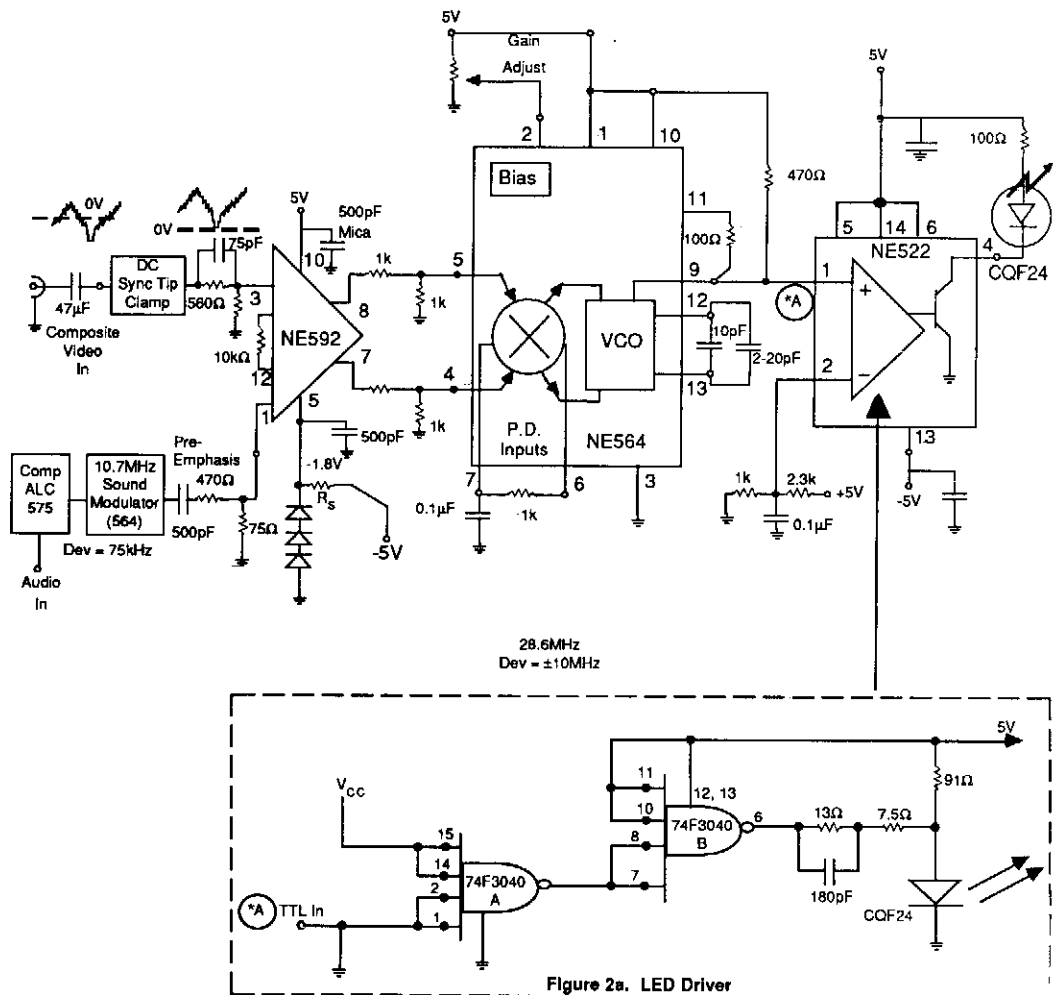 5V
Gain
Adjust
2
1
10
Bias
11
100Ω
470Ω
9
12
10pF
2-20pF
13
VCO
5
4
P.D.
Inputs
NE564
7
6
3
0.1µF
1k
0V
0V
75pF
DC
Sync Tip
Clamp
47µF
Composite
Video
In
560Ω
3
10kΩ
12
1
5V
10
500pF
Mica
NE592
8
7
5
1k
1k
1k
500pF
-1.8V
RS
-5V
Comp
ALC
575
Audio
In
10.7MHz
Sound
Modulator
(564)
Dev = 75kHz
Pre-
Emphasis
470Ω
500pF
75Ω
5V
100Ω
5
14
6
NE522
4
CQF24
1
*A
+
2
−
13
-5V
1k
2.3k
+5V
0.1µF
28.6MHz
Dev = ±10MHz
5V
VCC
15
14
2
1
74F3040
A
*A
TTL In
11
10
8
7
12, 13
74F3040
B
6
13Ω
7.5Ω
91Ω
180pF
CQF24
Figure 2a. LED Driver